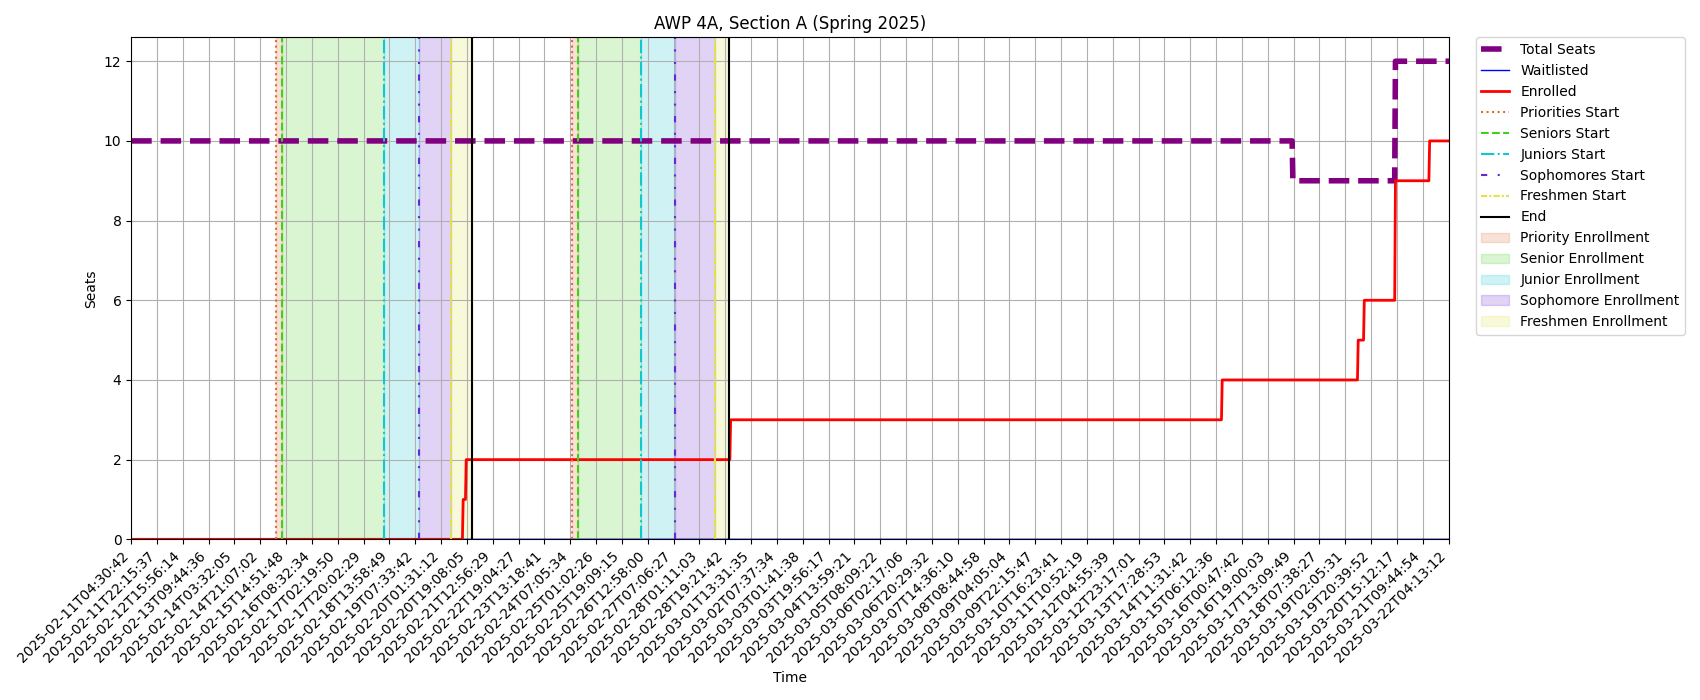 AWP 4A, Section A (Spring 2025)
Seats
12
10
8
6
4
2
0
2025-02-11T04:30:42
2025-02-11T22:15:37
2025-02-12T15:56:14
2025-02-13T09:44:36
2025-02-14T03:32:05
2025-02-14T21:07:02
2025-02-15T14:51:48
2025-02-16T08:32:34
2025-02-17T02:19:50
2025-02-17T20:02:29
2025-02-18T13:58:49
2025-02-19T07:33:42
2025-02-20T01:31:12
2025-02-20T19:08:05
2025-02-21T12:56:29
2025-02-22T19:04:27
2025-02-23T13:18:41
2025-02-24T07:05:34
2025-02-25T01:02:26
2025-02-25T19:09:15
2025-02-26T12:58:00
2025-02-27T07:06:27
2025-02-28T01:11:03
2025-02-28T19:21:42
2025-03-01T13:31:35
2025-03-02T07:37:34
2025-03-03T01:41:38
2025-03-03T19:56:17
2025-03-04T13:59:21
2025-03-05T08:09:22
2025-03-06T02:17:06
2025-03-06T20:29:32
2025-03-07T14:36:10
2025-03-08T08:44:58
2025-03-09T04:05:04
2025-03-09T22:15:47
2025-03-10T16:23:41
2025-03-11T10:52:19
2025-03-12T04:55:39
2025-03-12T23:17:01
2025-03-13T17:28:53
2025-03-14T11:31:42
2025-03-15T06:12:36
2025-03-16T00:47:42
2025-03-16T19:00:03
2025-03-17T13:09:49
2025-03-18T07:38:27
2025-03-19T02:05:31
2025-03-19T20:39:52
2025-03-20T15:12:17
2025-03-21T09:44:54
2025-03-22T04:13:12
Time
Total Seats
Waitlisted
Enrolled
Priorities Start
Seniors Start
Juniors Start
Sophomores Start
Freshmen Start
End
Priority Enrollment
Senior Enrollment
Junior Enrollment
Sophomore Enrollment
Freshmen Enrollment